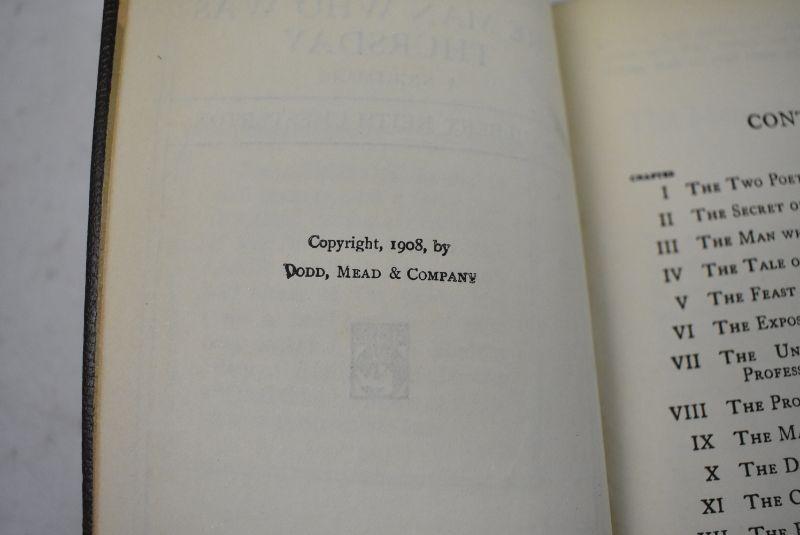 Copyright, 1908, by
DODD, MEAD & COMPANY
CHAPTER
I THE TWO POET
II THE SECRET O
III THE MAN WH
IV THE TALE O
V THE FEAST
VI THE EXPOS
VII THE UN
PROFESS
VIII THE PRO
IX THE MA
X THE D
XI THE C